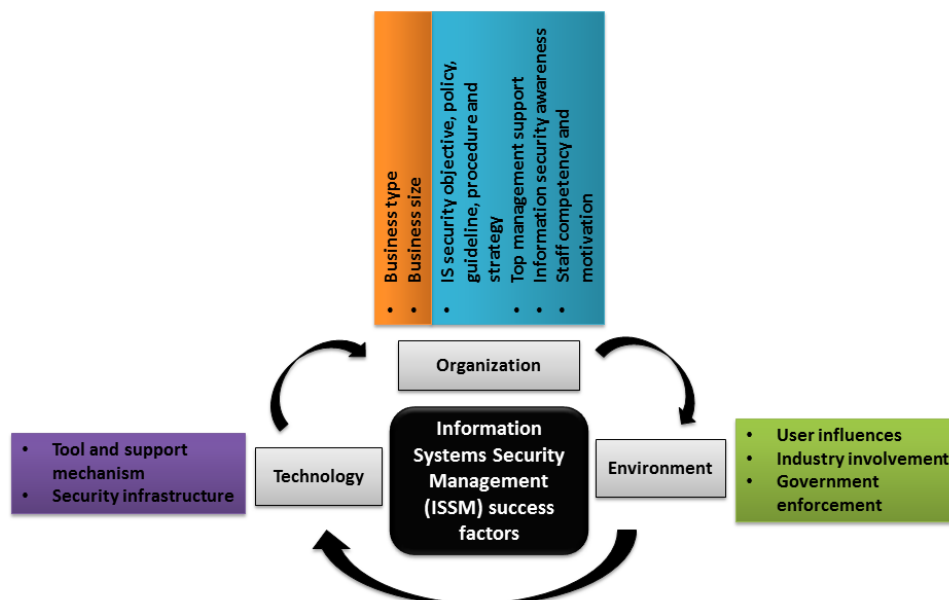 • Business type
• Business size
• IS security objective, policy,
guideline, procedure and
strategy
• Top management support
• Information security awareness
• Staff competency and
motivation
Organization
Information
Systems Security
Management
(ISSM) success
factors
Technology
Environment
• Tool and support
mechanism
• Security infrastructure
• User influences
• Industry involvement
• Government
enforcement